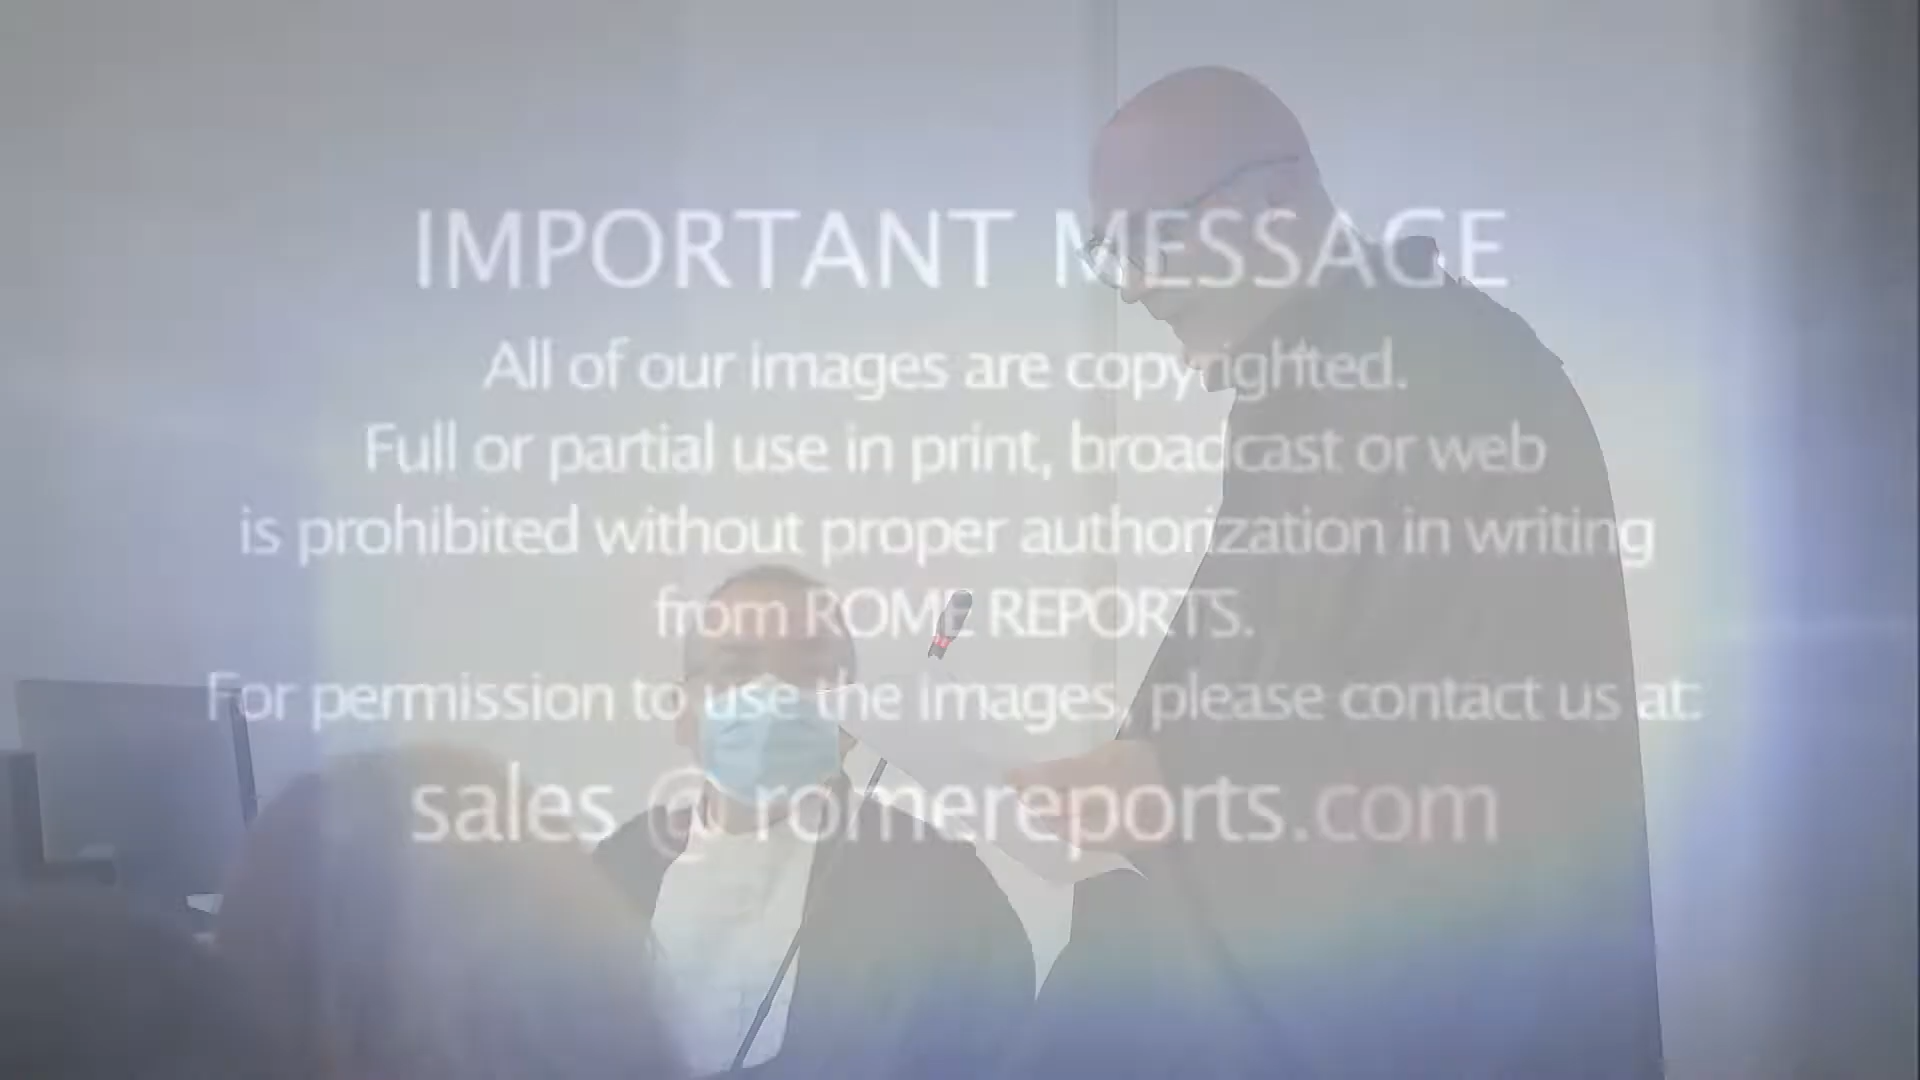 IMPORTANT MESSAGE
All of our images are copyrighted.
Full or partial use in print, broadcast or web
is prohibited without proper authorization in writing
from ROME REPORTS.
For permission to use the images, please contact us at:
sales @ romereports.com